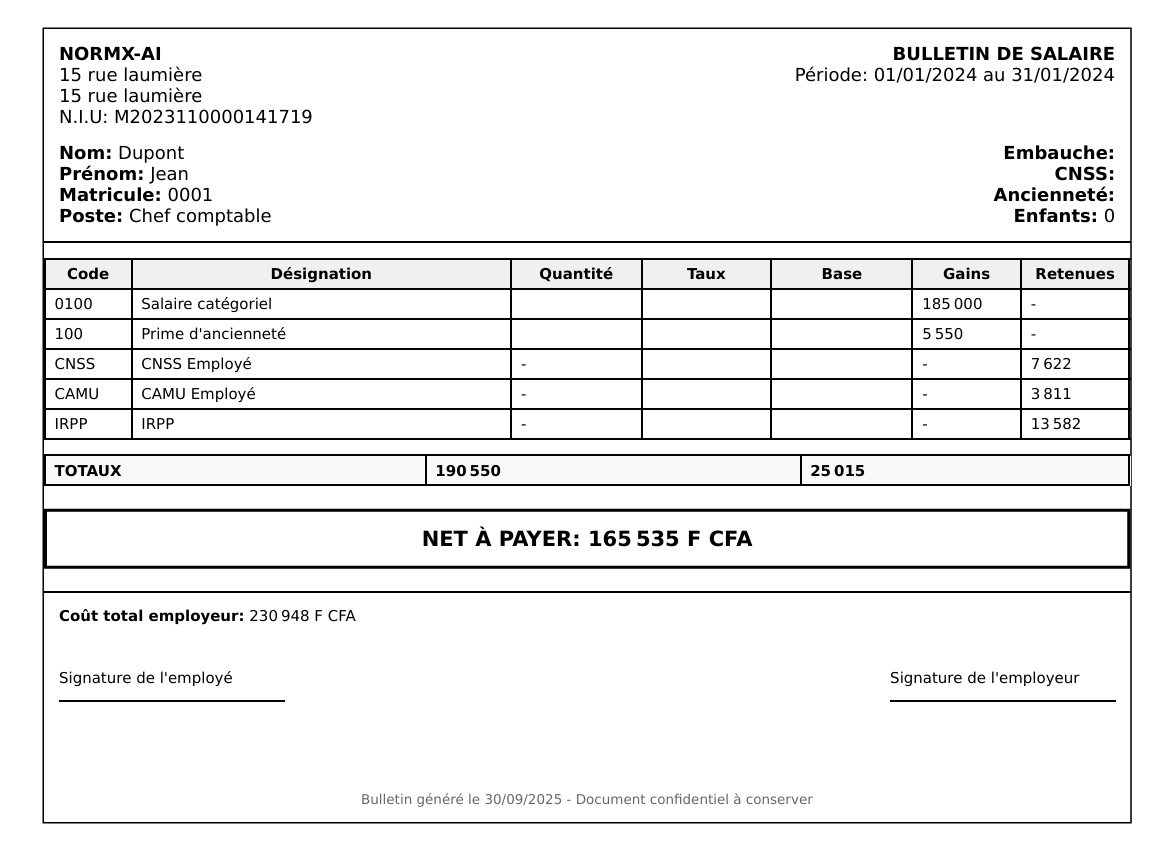 NORMX-AI
15 rue laumière
15 rue laumière
N.I.U: M2023110000141719
BULLETIN DE SALAIRE
Période: 01/01/2024 au 31/01/2024
Nom: Dupont
Prénom: Jean
Matricule: 0001
Poste: Chef comptable
Embauche:
CNSS:
Ancienneté:
Enfants: 0
Code Désignation Quantité Taux Base Gains Retenues
0100 Salaire catégoriel 185 000 -
100 Prime d'ancienneté 5 550 -
CNSS CNSS Employé - - 7 622
CAMU CAMU Employé - - 3 811
IRPP IRPP - - 13 582
TOTAUX 190 550 25 015
NET À PAYER: 165 535 F CFA
Coût total employeur: 230 948 F CFA
Signature de l'employé Signature de l'employeur
Bulletin généré le 30/09/2025 - Document confidentiel à conserver